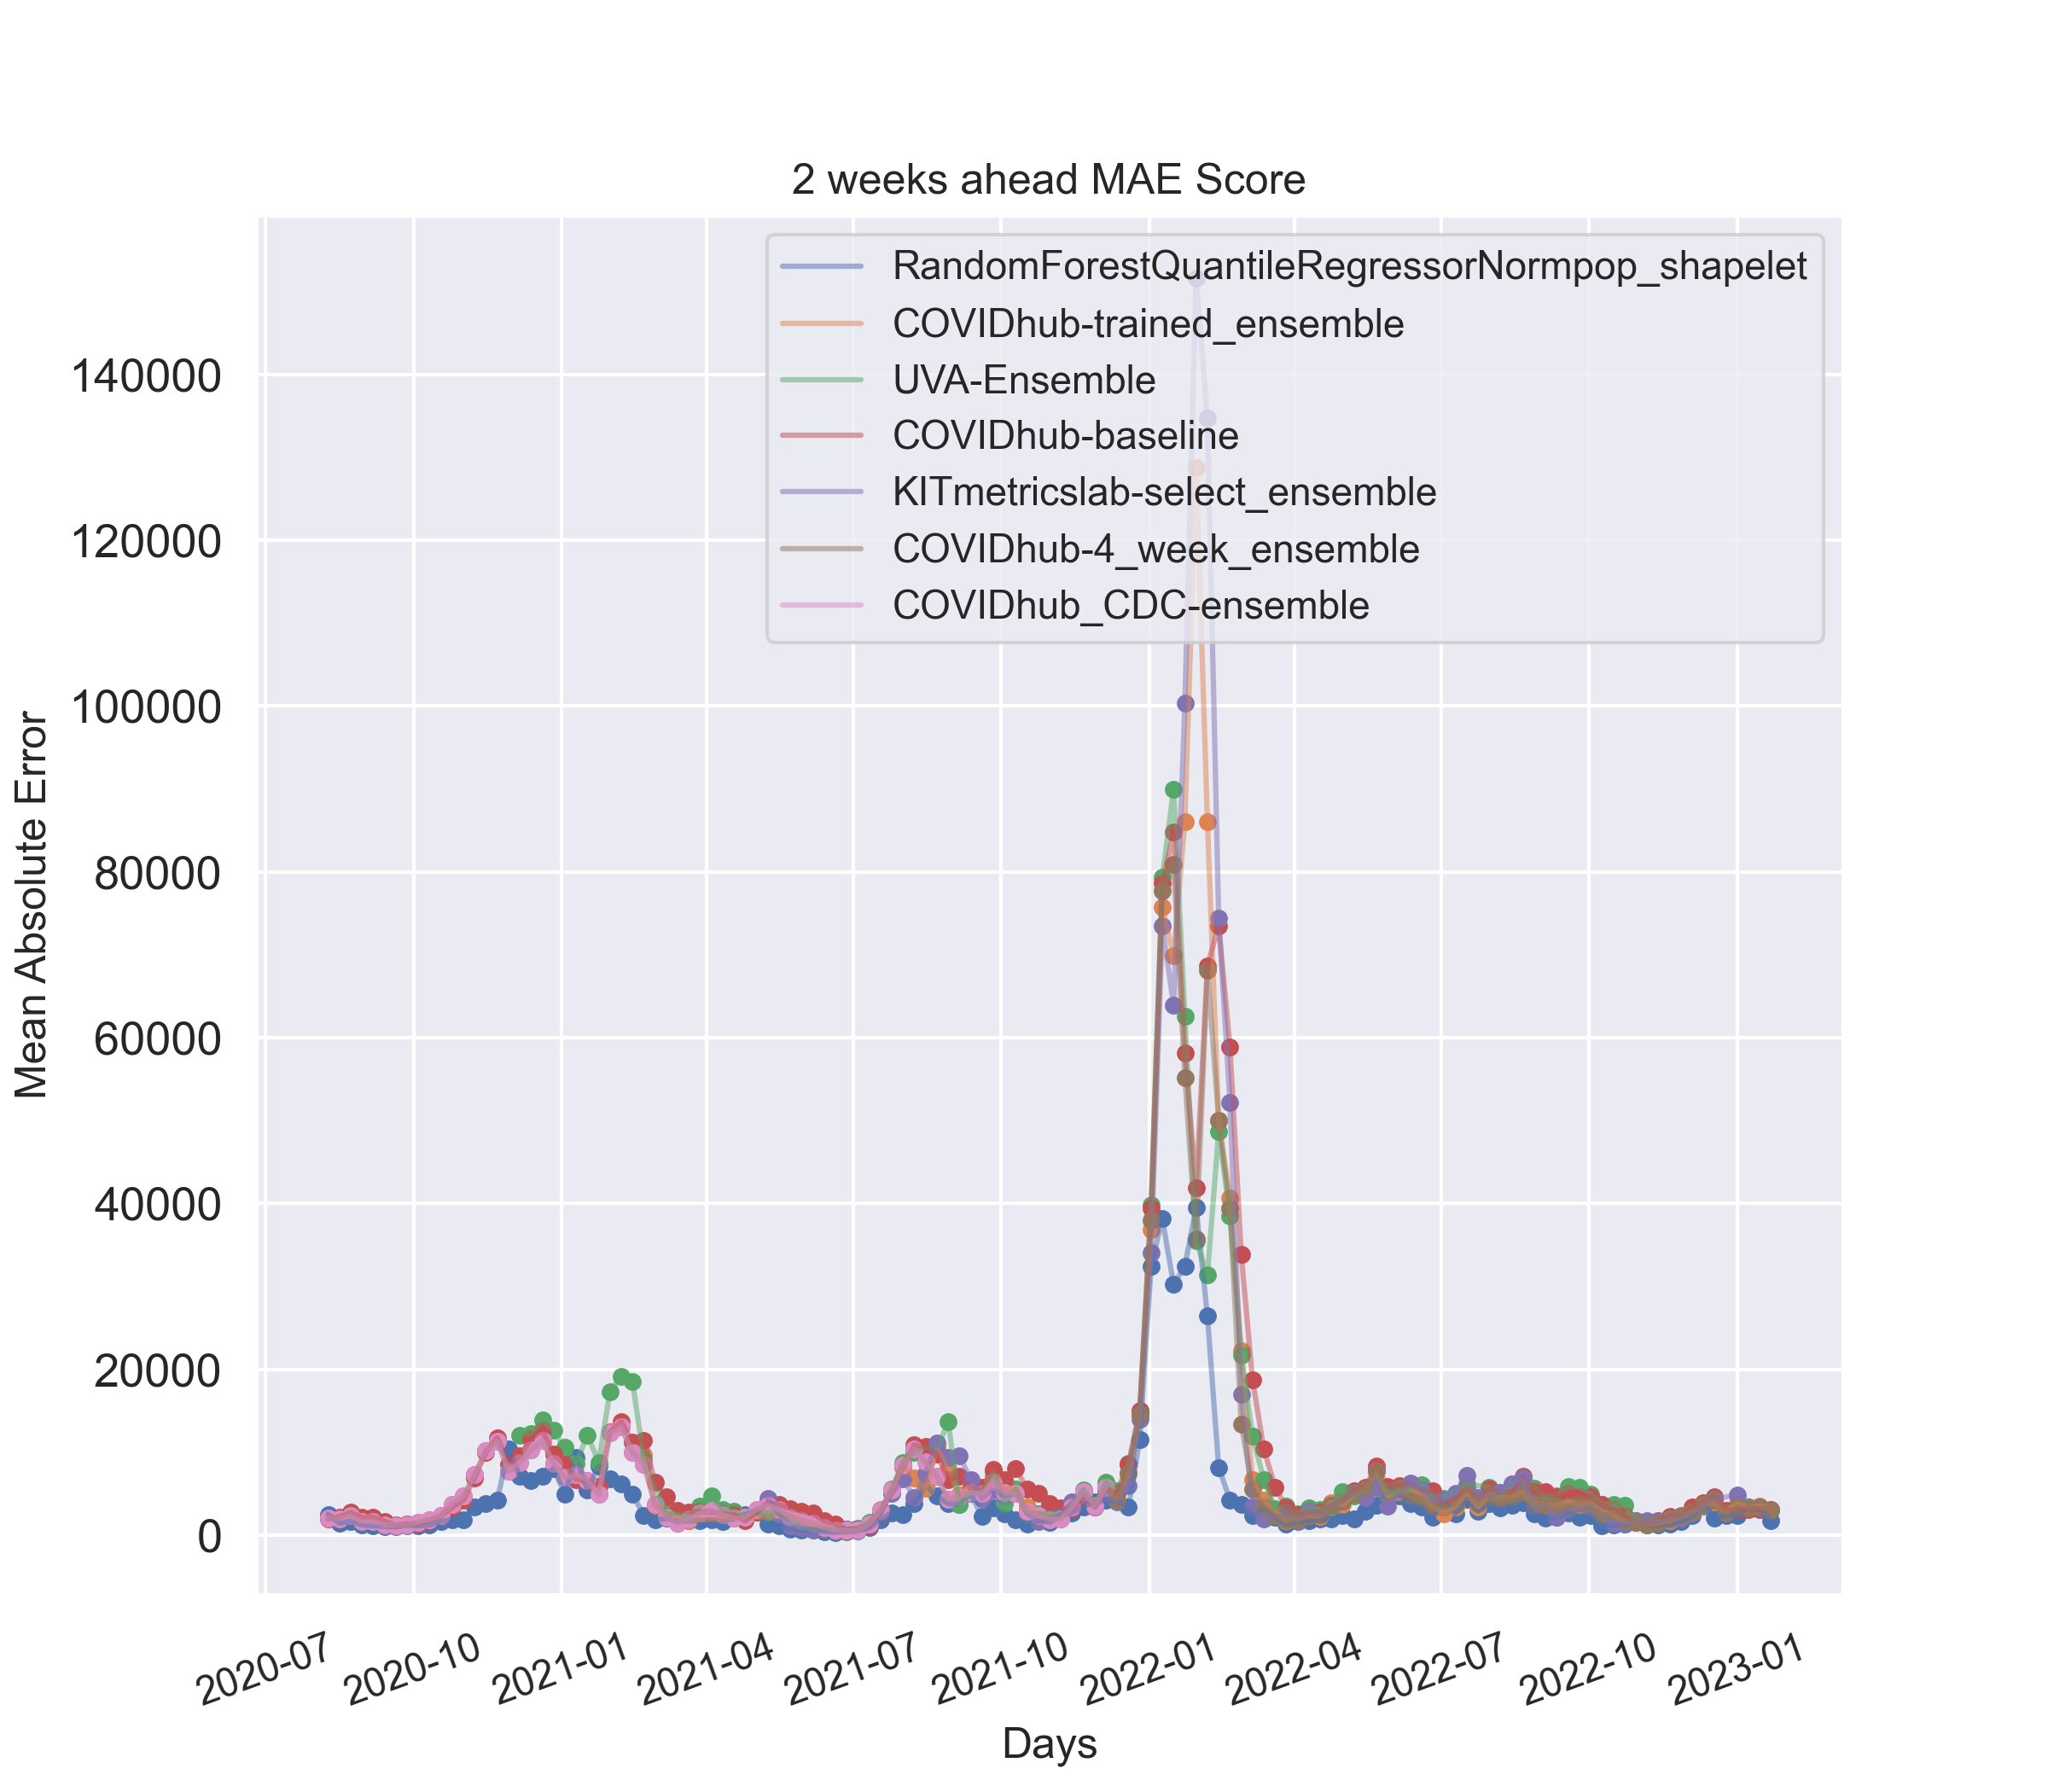 2 weeks ahead MAE Score
RandomForestQuantileRegressorNormpop_shapelet
COVIDhub-trained_ensemble
UVA-Ensemble
COVIDhub-baseline
KITmetricslab-select_ensemble
COVIDhub-4_week_ensemble
COVIDhub_CDC-ensemble
140000
120000
100000
80000
60000
40000
20000
0
Mean Absolute Error
2020-07
2020-10
2021-01
2021-04
2021-07
2021-10
2022-01
2022-04
2022-07
2022-10
2023-01
Days